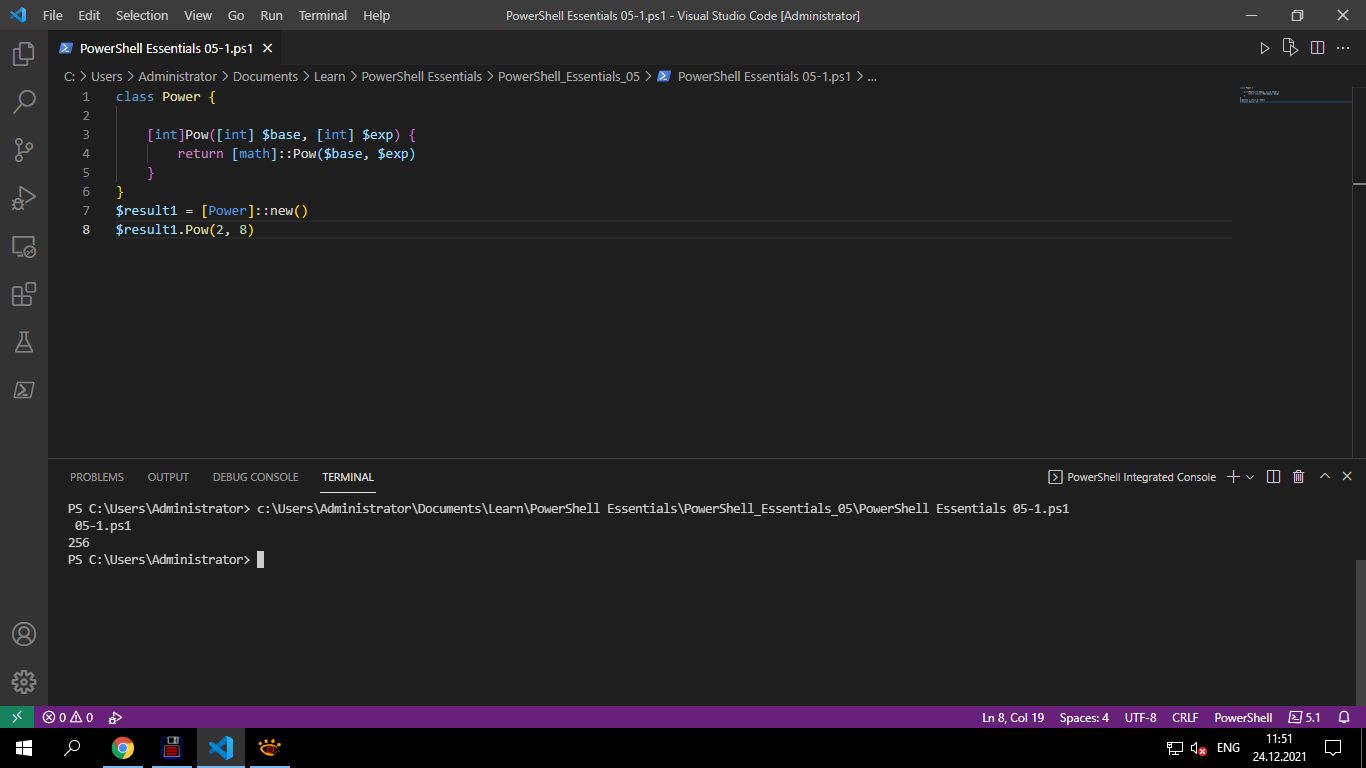 File Edit Selection View Go Run Terminal Help PowerShell Essentials 05-1.ps1 - Visual Studio Code [Administrator]
PowerShell Essentials 05-1.ps1
C: > Users > Administrator > Documents > Learn > PowerShell Essentials > PowerShell_Essentials_05 > PowerShell Essentials 05-1.ps1 > ...
1 class Power {
2
3 [int]Pow([int] $base, [int] $exp) {
4 return [math]::Pow($base, $exp)
5 }
6 }
7 $result1 = [Power]::new()
8 $result1.Pow(2, 8)
PROBLEMS OUTPUT DEBUG CONSOLE TERMINAL PowerShell Integrated Console
PS C:\Users\Administrator> c:\Users\Administrator\Documents\Learn\PowerShell Essentials\PowerShell_Essentials_05\PowerShell Essentials 05-1.ps1
05-1.ps1
256
PS C:\Users\Administrator>
0 0 Ln 8, Col 19 Spaces: 4 UTF-8 CRLF PowerShell 5.1
ENG 11:51
24.12.2021